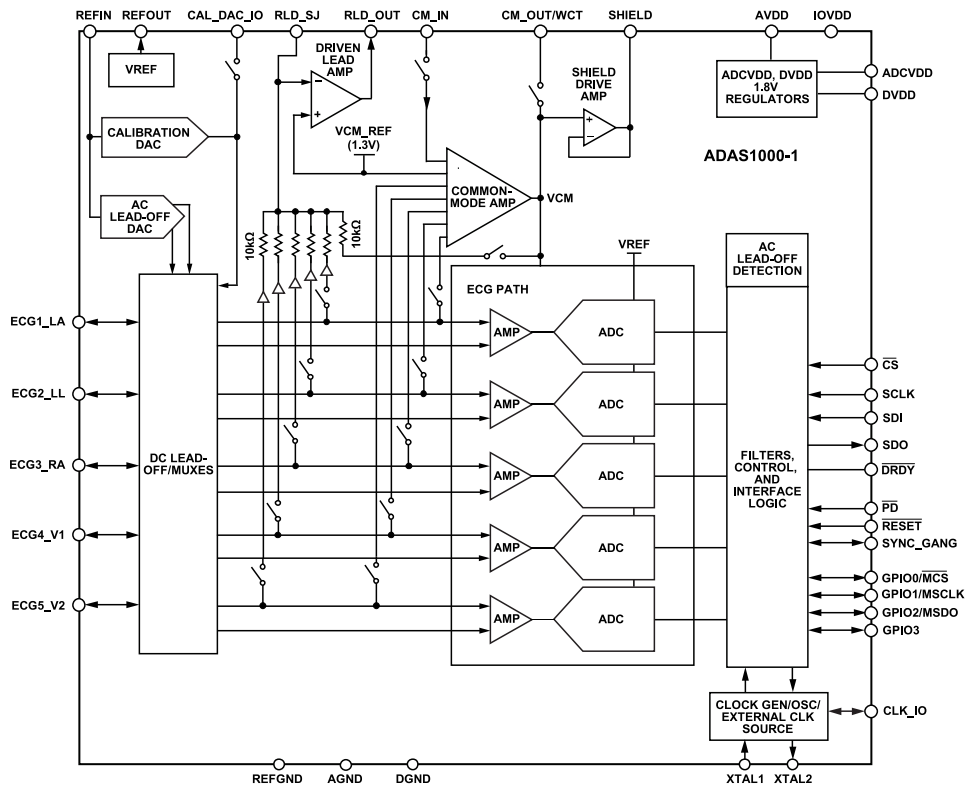 REFIN REFOUT CAL_DAC_IO RLD_SJ RLD_OUT CM_IN CM_OUT/WCT SHIELD AVDD IOVDD
VREF
DRIVEN
LEAD
AMP
SHIELD
DRIVE
AMP
ADCVDD, DVDD
1.8V
REGULATORS
ADCVDD
DVDD
CALIBRATION
DAC
VCM_REF
(1.3V)
ADAS1000-1
AC
LEAD-OFF
DAC
COMMON-
MODE AMP
VCM
10kΩ
10kΩ
VREF
AC
LEAD-OFF
DETECTION
ECG PATH
ECG1_LA
AMP
ADC
ECG2_LL
AMP
ADC
ECG3_RA
DC LEAD-
OFF/MUXES
AMP
ADC
ECG4_V1
AMP
ADC
ECG5_V2
AMP
ADC
FILTERS,
CONTROL,
AND
INTERFACE
LOGIC
CS
SCLK
SDI
SDO
DRDY
PD
RESET
SYNC_GANG
GPIO0/MCS
GPIO1/MSCLK
GPIO2/MSDO
GPIO3
CLOCK GEN/OSC/
EXTERNAL CLK
SOURCE
CLK_IO
REFGND AGND DGND XTAL1 XTAL2